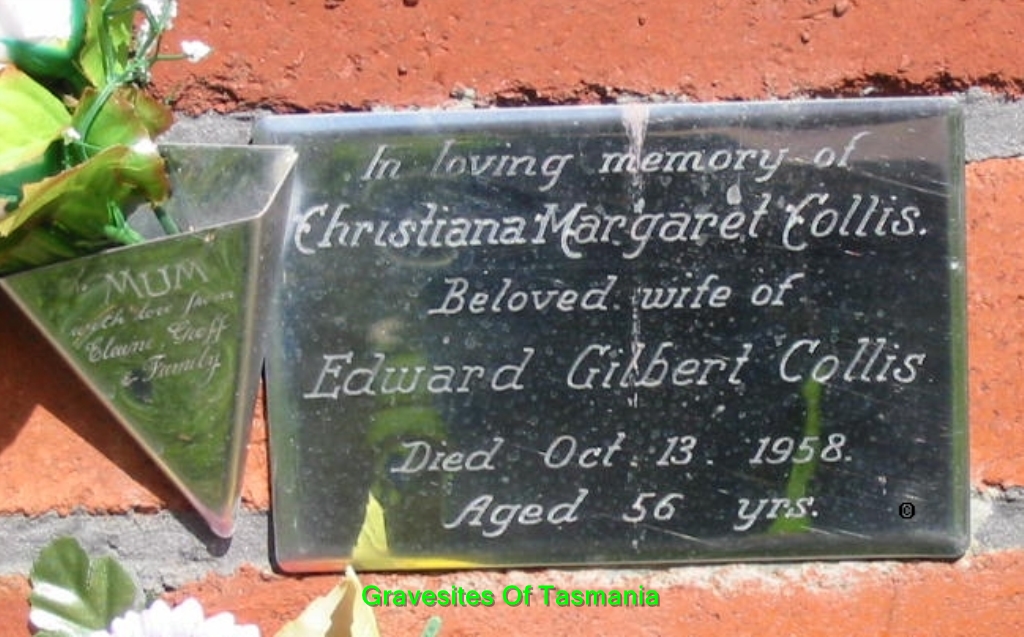 In loving memory of
Christiana Margaret Collis.
Beloved wife of
Edward Gilbert Collis
Died Oct. 13. 1958.
Aged 56 yrs.
MUM
with love from
Elaine, Geoff
& Family
©
Gravesites Of Tasmania